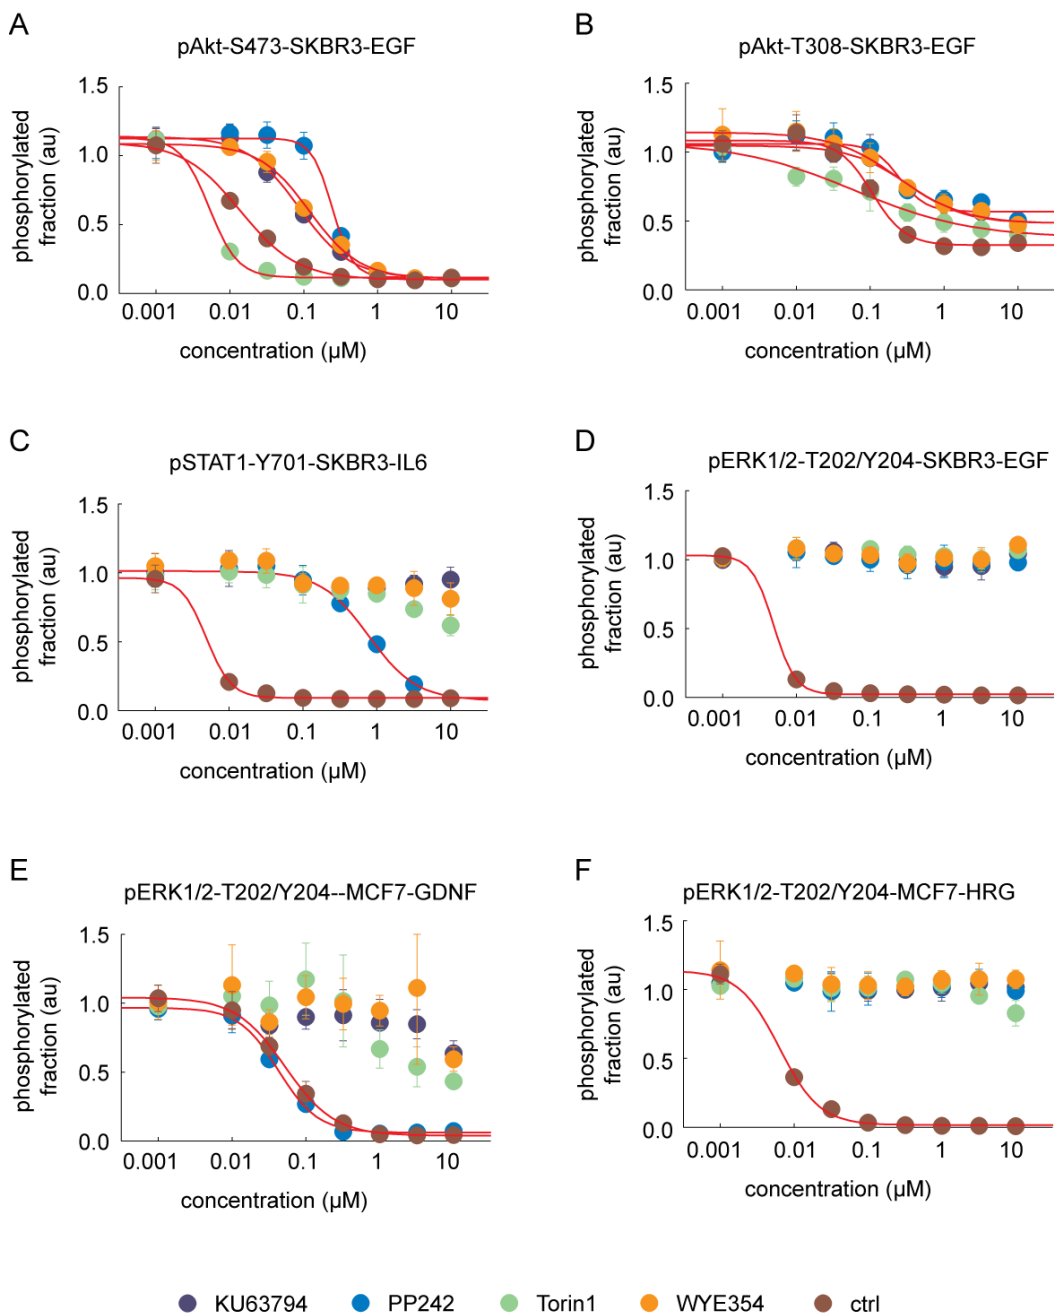 A
pAkt-S473-SKBR3-EGF
phosphorylated
fraction (au)
1.5
1.0
0.5
0.0
0.001 0.01 0.1 1 10
concentration (µM)
B
pAkt-T308-SKBR3-EGF
phosphorylated
fraction (au)
1.5
1.0
0.5
0.0
0.001 0.01 0.1 1 10
concentration (µM)
C
pSTAT1-Y701-SKBR3-IL6
phosphorylated
fraction (au)
1.5
1.0
0.5
0.0
0.001 0.01 0.1 1 10
concentration (µM)
D
pERK1/2-T202/Y204-SKBR3-EGF
phosphorylated
fraction (au)
1.5
1.0
0.5
0.0
0.001 0.01 0.1 1 10
concentration (µM)
E
pERK1/2-T202/Y204--MCF7-GDNF
phosphorylated
fraction (au)
1.5
1.0
0.5
0.0
0.001 0.01 0.1 1 10
concentration (µM)
F
pERK1/2-T202/Y204-MCF7-HRG
phosphorylated
fraction (au)
1.5
1.0
0.5
0.0
0.001 0.01 0.1 1 10
concentration (µM)
KU63794 PP242 Torin1 WYE354 ctrl